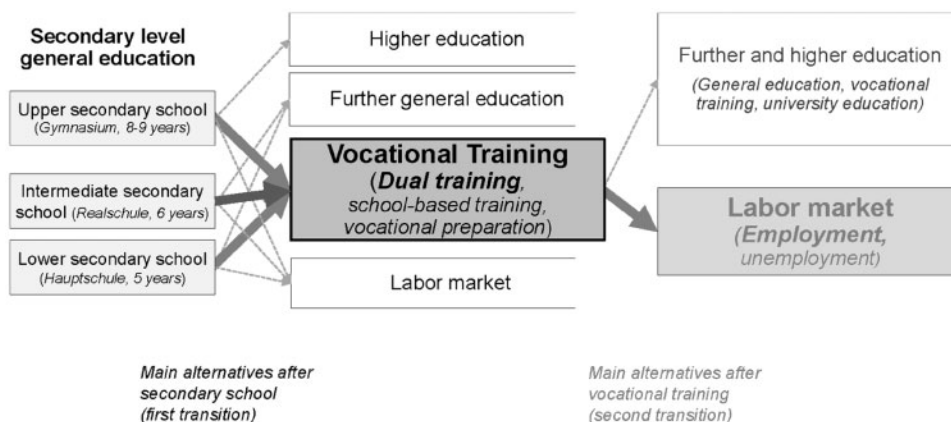 Secondary level
general education
Upper secondary school
(Gymnasium, 8-9 years)
Intermediate secondary
school (Realschule, 6 years)
Lower secondary school
(Hauptschule, 5 years)
Higher education
Further general education
Vocational Training
(Dual training,
school-based training,
vocational preparation)
Labor market
Further and higher education
(General education, vocational
training, university education)
Labor market
(Employment,
unemployment)
Main alternatives after
secondary school
(first transition)
Main alternatives after
vocational training
(second transition)